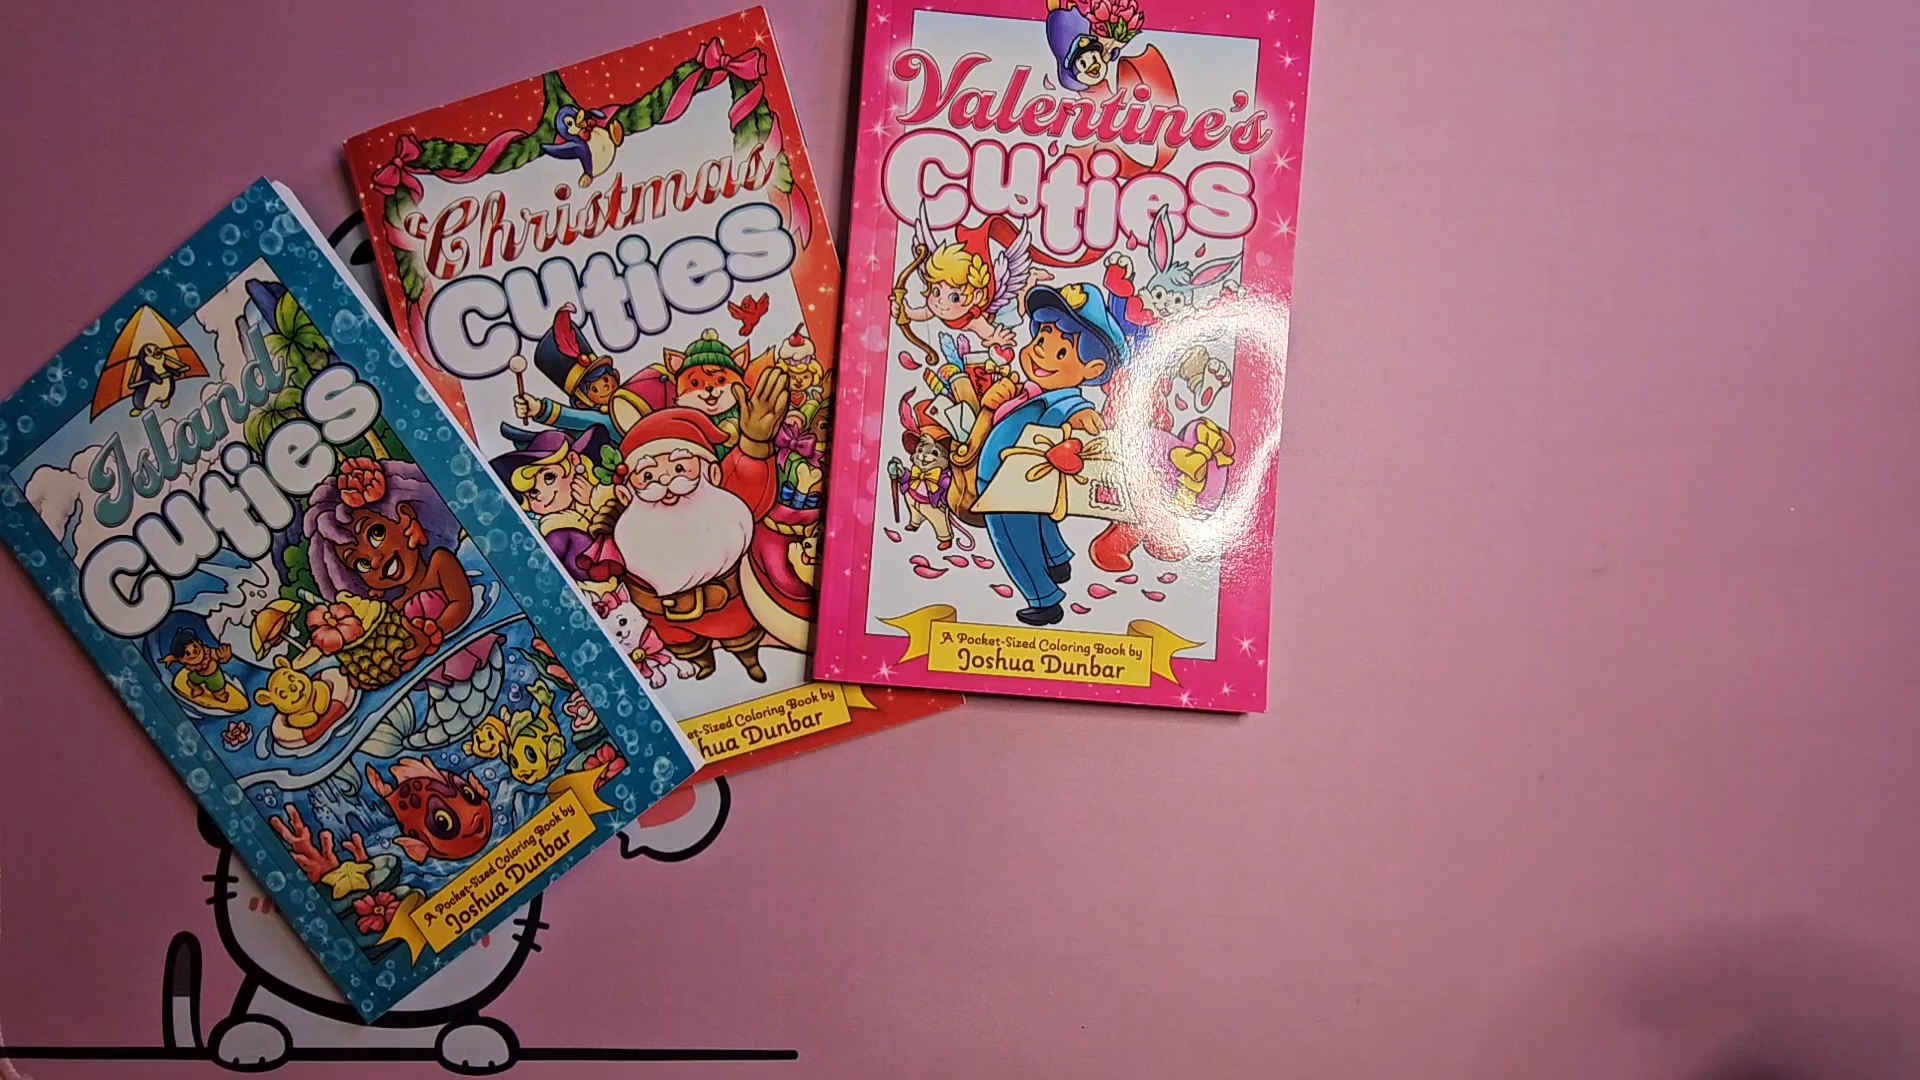 Island
Cuties
A Pocket-Sized Coloring Book by
Joshua Dunbar
Christmas
Cuties
et-Sized Coloring Book by
hua Dunbar
Valentine's
Cuties
A Pocket-Sized Coloring Book by
Joshua Dunbar